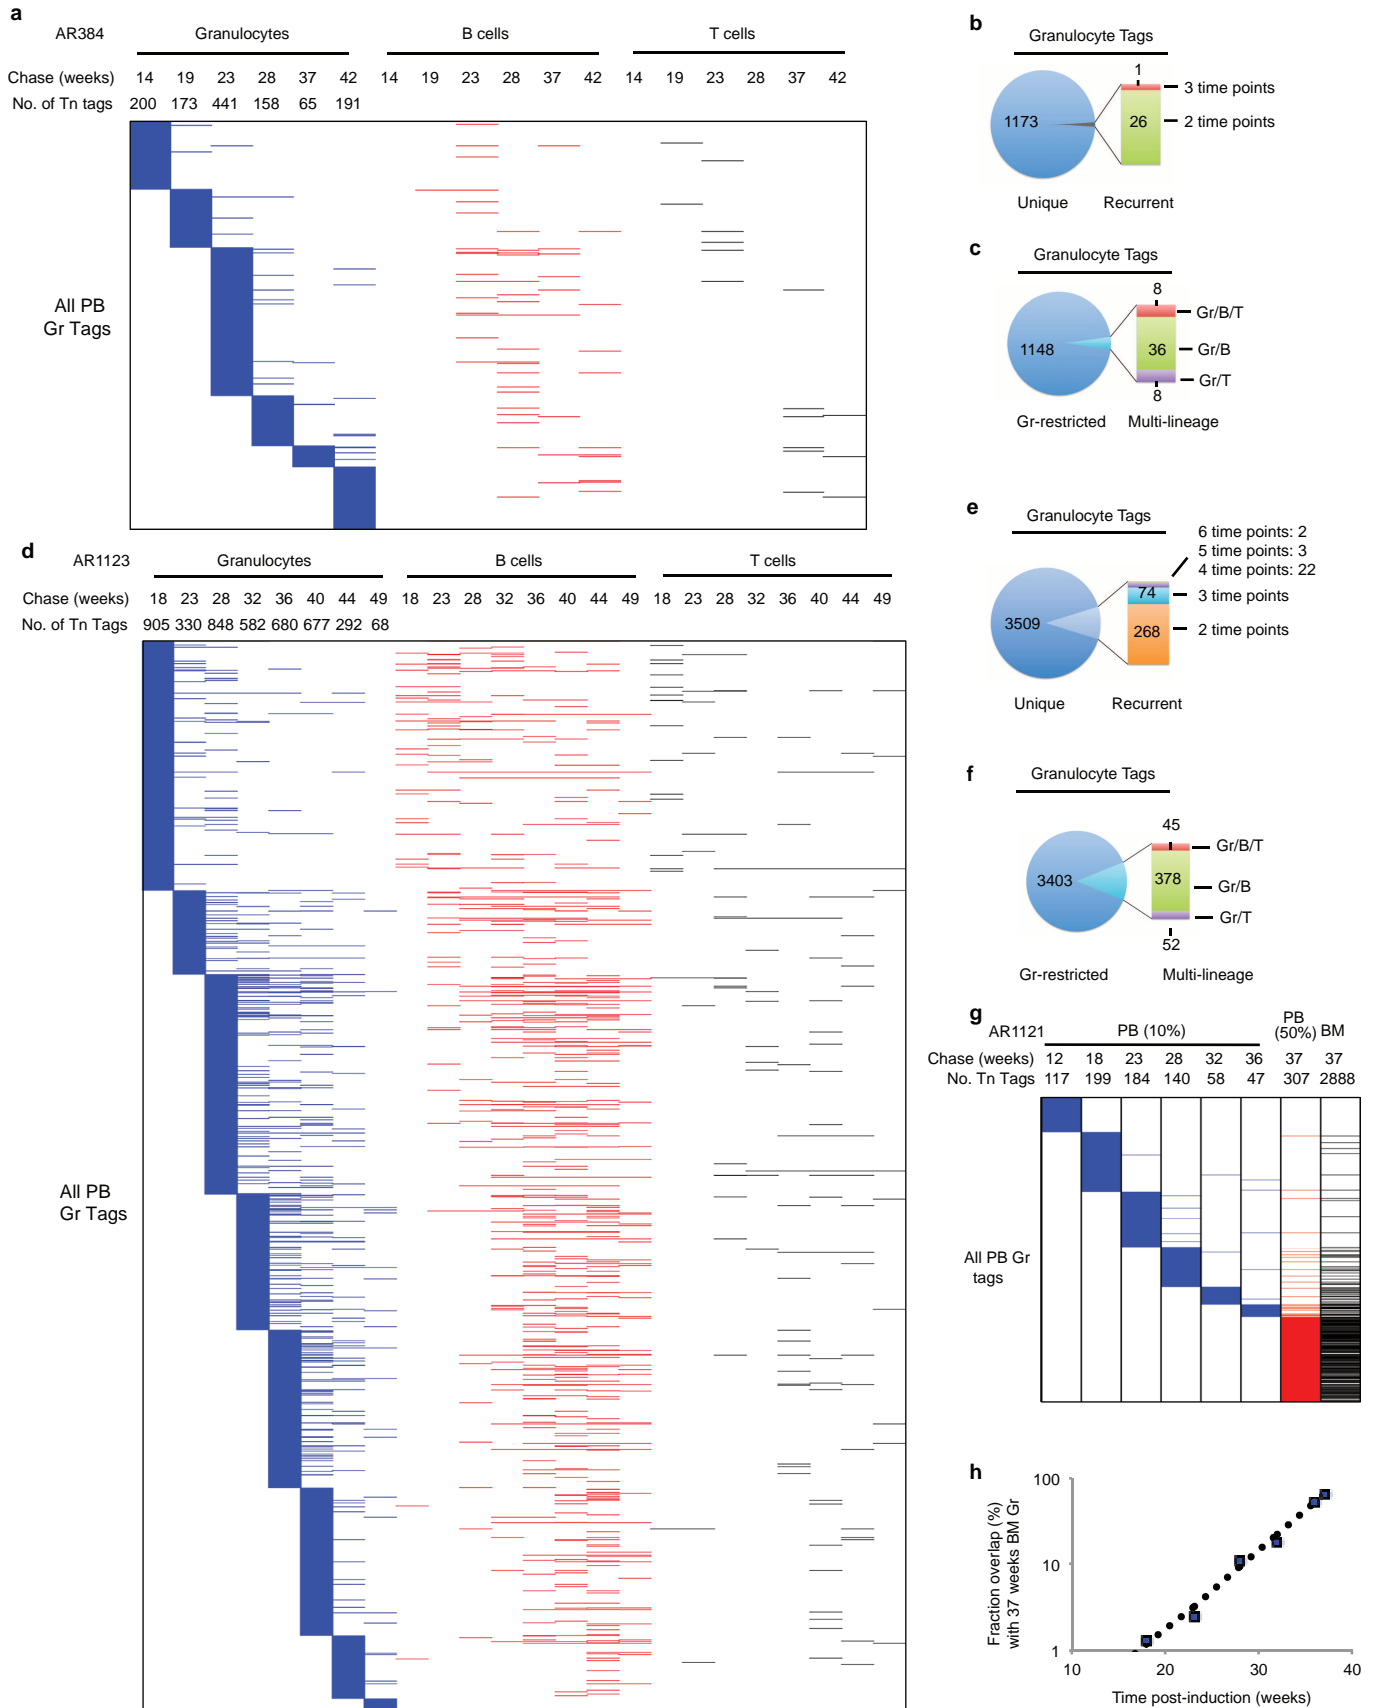 a
AR384
Granulocytes
B cells
T cells
Chase (weeks)
14 19 23 28 37 42 14 19 23 28 37 42 14 19 23 28 37 42
No. of Tn tags
200 173 441 158 65 191
All PB
Gr Tags
b
Granulocyte Tags
1
1173
26
3 time points
2 time points
Unique
Recurrent
c
Granulocyte Tags
8
1148
36
Gr/B/T
Gr/B
Gr/T
8
Gr-restricted
Multi-lineage
d
AR1123
Granulocytes
B cells
T cells
Chase (weeks)
18 23 28 32 36 40 44 49 18 23 28 32 36 40 44 49 18 23 28 32 36 40 44 49
No. of Tn Tags
905 330 848 582 680 677 292 68
All PB
Gr Tags
e
Granulocyte Tags
6 time points: 2
5 time points: 3
4 time points: 22
3509
74
3 time points
268
2 time points
Unique
Recurrent
f
Granulocyte Tags
45
3403
378
Gr/B/T
Gr/B
Gr/T
52
Gr-restricted
Multi-lineage
g
AR1121
PB (10%)
PB
(50%)
BM
Chase (weeks)
12 18 23 28 32 36 37 37
No. Tn Tags
117 199 184 140 58 47 307 2888
All PB Gr
tags
h
Fraction overlap (%)
with 37 weeks BM Gr
100
10
1
10 20 30 40
Time post-induction (weeks)